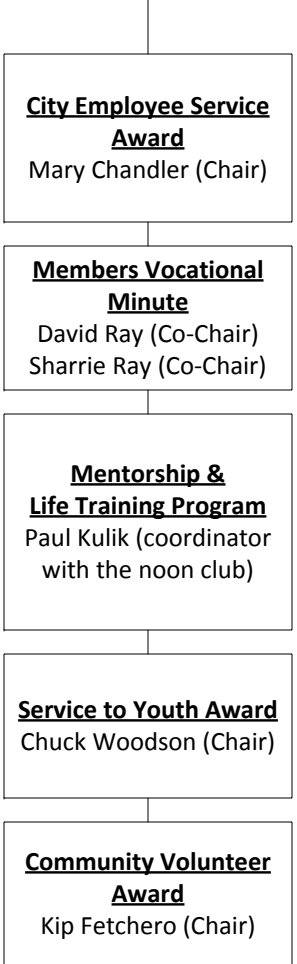 City Employee Service
Award
Mary Chandler (Chair)
Members Vocational
Minute
David Ray (Co-Chair)
Sharrie Ray (Co-Chair)
Mentorship &
Life Training Program
Paul Kulik (coordinator
with the noon club)
Service to Youth Award
Chuck Woodson (Chair)
Community Volunteer
Award
Kip Fetchero (Chair)